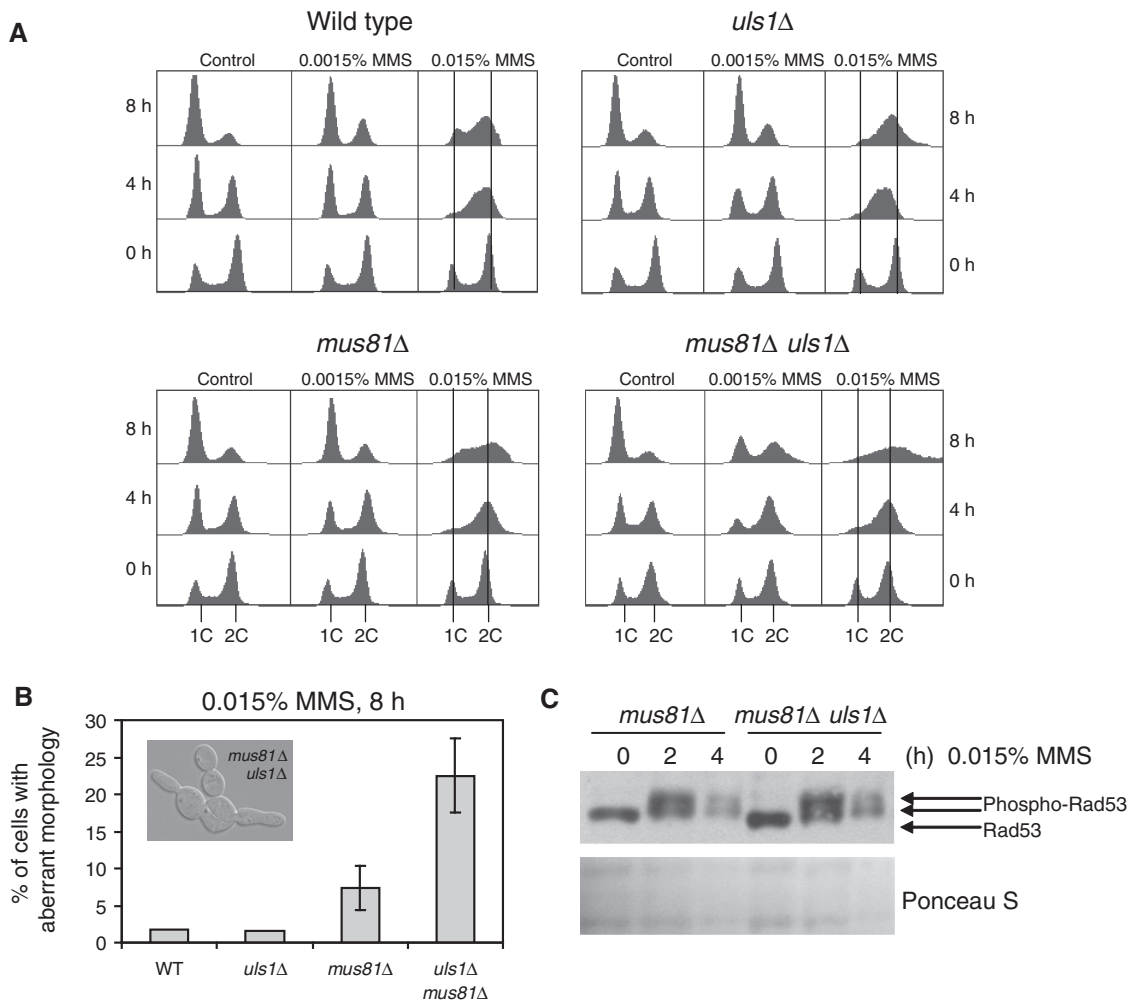 A
Wild type
Control 0.0015% MMS 0.015% MMS
8 h
4 h
0 h
uls1Δ
Control 0.0015% MMS 0.015% MMS
8 h
4 h
0 h
mus81Δ
Control 0.0015% MMS 0.015% MMS
8 h
4 h
0 h
1C 2C 1C 2C 1C 2C
mus81Δ uls1Δ
Control 0.0015% MMS 0.015% MMS
8 h
4 h
0 h
1C 2C 1C 2C 1C 2C
B
0.015% MMS, 8 h
% of cells with
aberrant morphology
30
25
20
15
10
5
0
mus81Δ
uls1Δ
WT uls1Δ mus81Δ uls1Δ
mus81Δ
C
mus81Δ mus81Δ uls1Δ
0 2 4 0 2 4 (h) 0.015% MMS
Phospho-Rad53
Rad53
Ponceau S